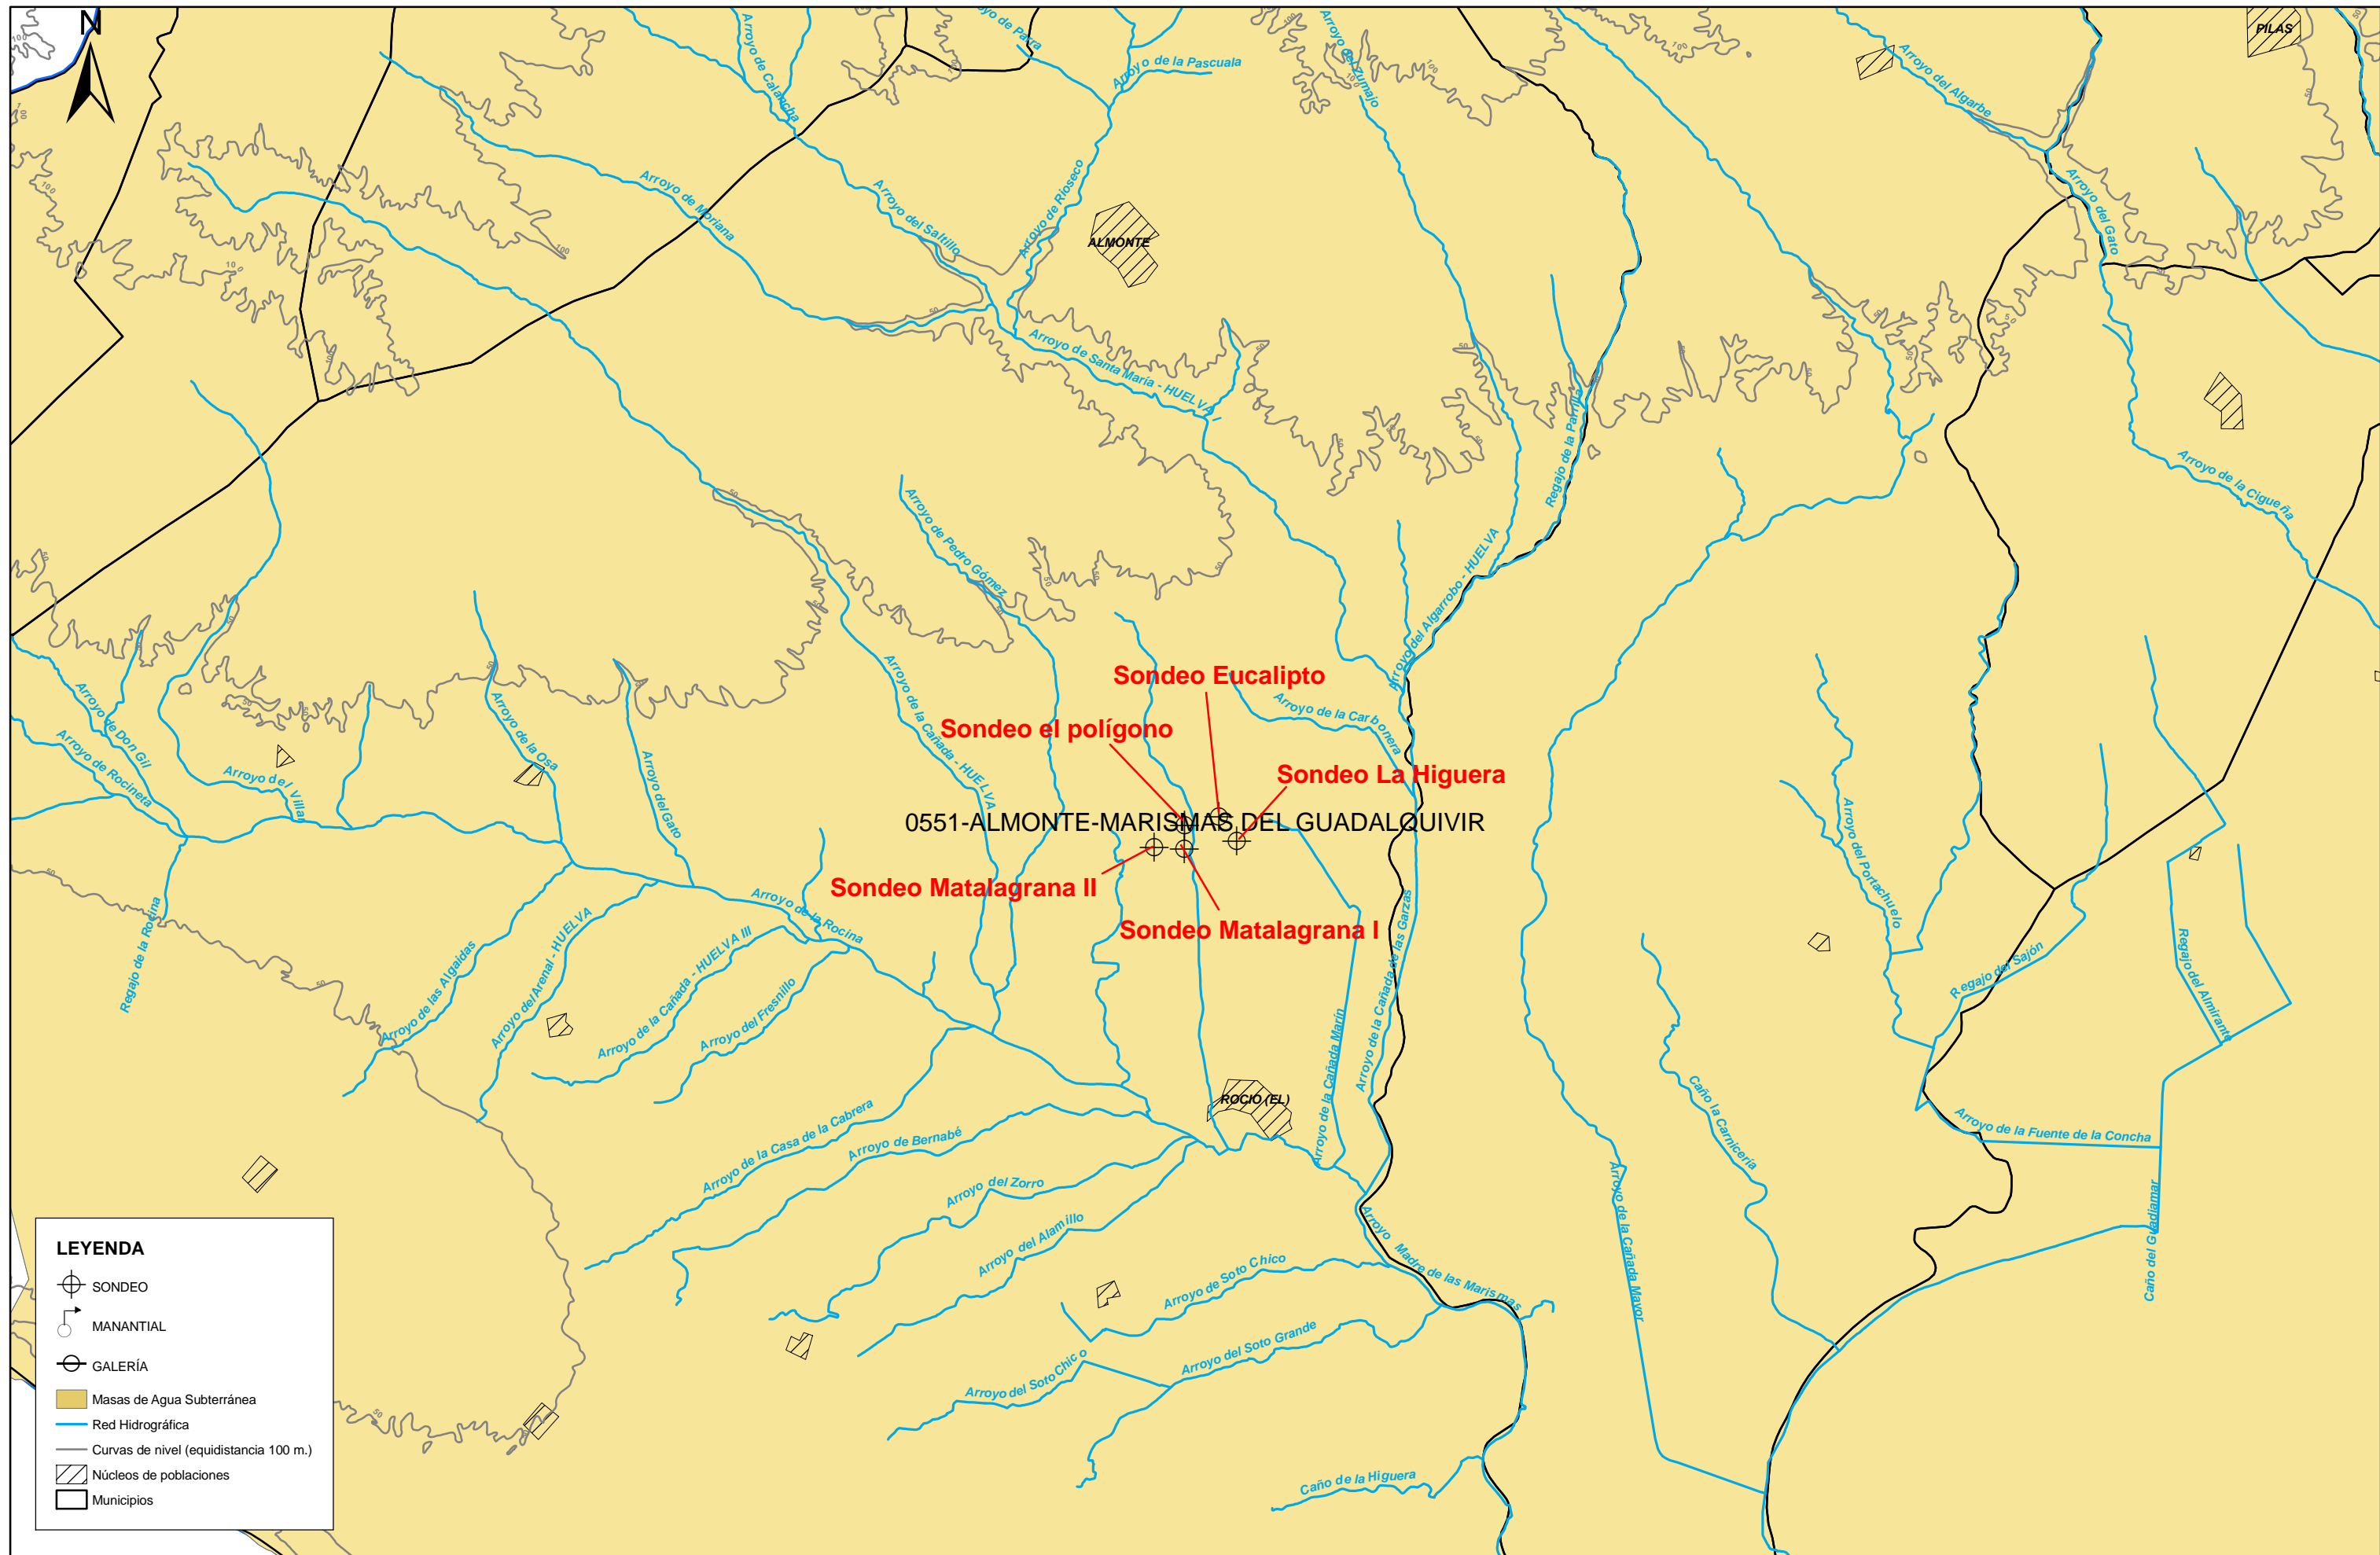 N
PILAS
Arroyo de Calancha
Arroyo de la Pascuala
Arroyo del Zumajo
Arroyo del Algarbe
Arroyo de Moriana
Arroyo del Saltillo
Arroyo de Rioseco
ALMONTE
Arroyo del Gato
Arroyo de Santa María - HUELVA I
Regajo de la Parrilla
Arroyo de la Cigueña
Arroyo de Pedro Gómez
Arroyo del Algarrobo - HUELVA
Sondeo Eucalipto
Arroyo de la Carbonera
Sondeo el polígono
Sondeo La Higuera
0551-ALMONTE-MARISMAS DEL GUADALQUIVIR
Sondeo Matalagrana II
Sondeo Matalagrana I
Arroyo de Don Gil
Arroyo de Rocineta
Arroyo del Villar
Arroyo de la Osa
Arroyo del Gato
Arroyo de la Cañada - HUELVA
Arroyo del Portachuelo
Arroyo de la Rocina
Regajo de la Rocina
Arroyo de las Algaidas
Arroyo del Arenal - HUELVA
Arroyo de la Cañada - HUELVA III
Arroyo del Fresnillo
Arroyo de la Cañada de las Garzas
Arroyo de la Cañada Marín
Regajo del Sajón
Regajo del Almirante
ROCIO (EL)
Caño la Carnicería
Arroyo de la Fuente de la Concha
Arroyo de la Casa de la Cabrera
Arroyo de Bernabé
Arroyo del Zorro
Arroyo del Alamillo
Arroyo Madre de las Marismas
Arroyo de la Cañada Mayor
Caño del Guadiamar
Arroyo de Soto Chico
Arroyo del Soto Grande
Arroyo del Soto Chico
Caño de la Higuera
LEYENDA
SONDEO
MANANTIAL
GALERÍA
Masas de Agua Subterránea
Red Hidrográfica
Curvas de nivel (equidistancia 100 m.)
Núcleos de poblaciones
Municipios